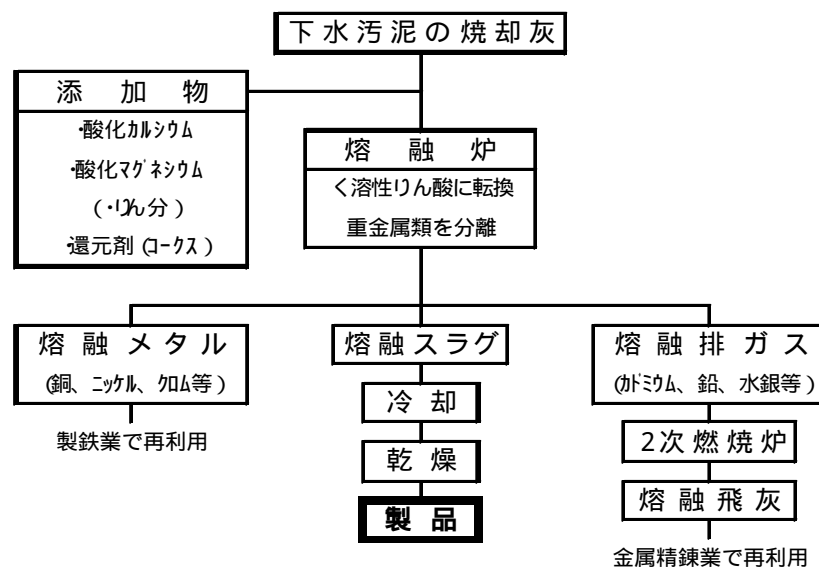 下水汚泥の焼却灰
添加物
・酸化カルシウム
・酸化マグネシウム
(・りん分)
・還元剤(コークス)
熔融炉
く溶性りん酸に転換
重金属類を分離
熔融メタル
(銅、ニッケル、クロム等)
製鉄業で再利用
熔融スラグ
冷却
乾燥
製品
熔融排ガス
(カドミウム、鉛、水銀等)
2次燃焼炉
熔融飛灰
金属精錬業で再利用